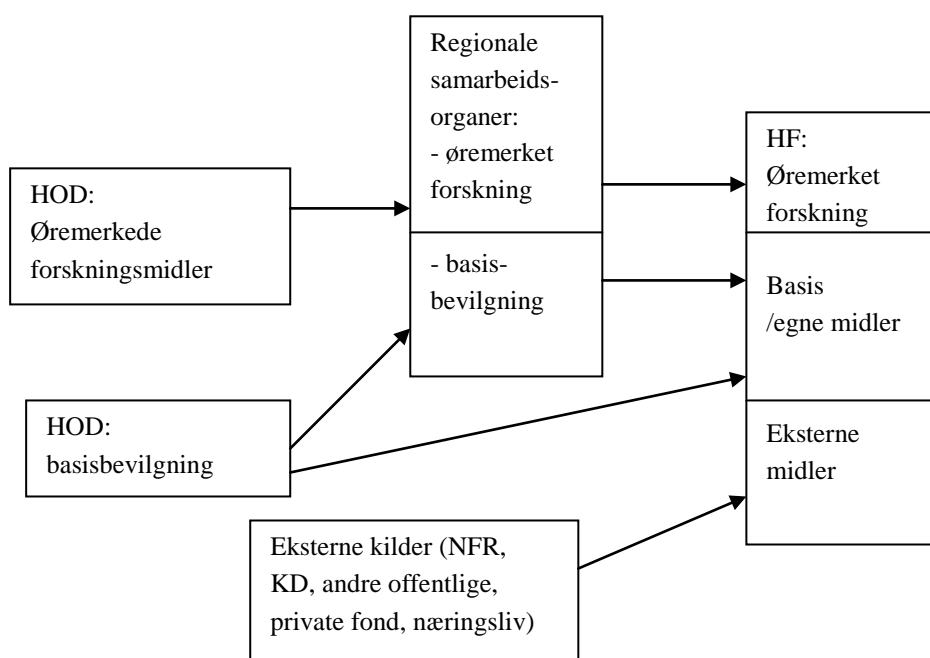 Regionale
samarbeids-
organer:
- øremerket
forskning
- basis-
bevilgning
HOD:
Øremerkede
forskningsmidler
HOD:
basisbevilgning
Eksterne kilder (NFR,
KD, andre offentlige,
private fond, næringsliv)
HF:
Øremerket
forskning
Basis
/egne midler
Eksterne
midler